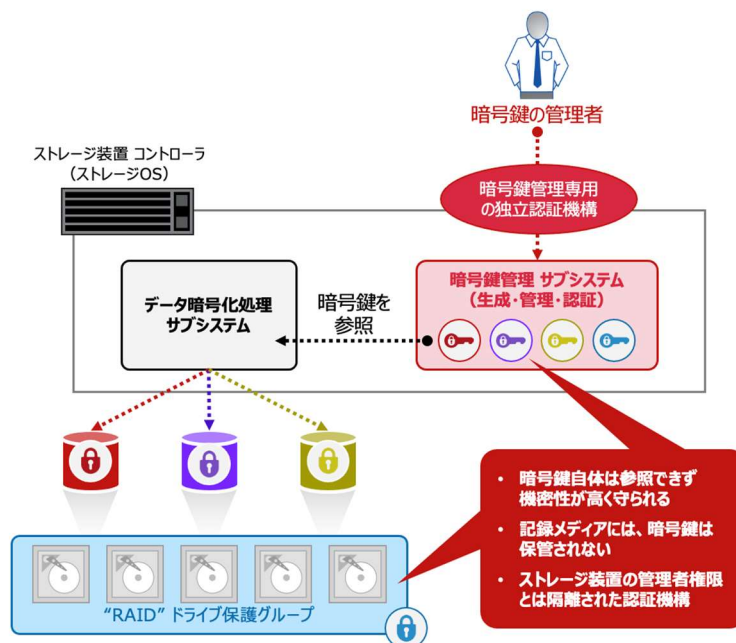 暗号鍵の管理者
ストレージ装置 コントローラ
（ストレージOS）
暗号鍵管理専用
の独立認証機構
データ暗号化処理
サブシステム
暗号鍵を
参照
暗号鍵管理 サブシステム
（生成・管理・認証）
• 暗号鍵自体は参照できず
機密性が高く守られる
• 記録メディアには、暗号鍵は
保管されない
• ストレージ装置の管理者権限
とは隔離された認証機構
“RAID” ドライブ保護グループ